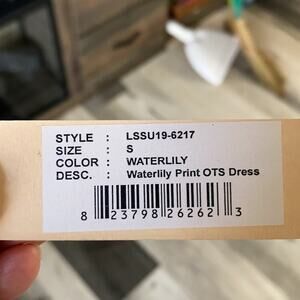 STYLE : LSSU19-6217
SIZE : S
COLOR : WATERLILY
DESC. : Waterlily Print OTS Dress
8 23798 26262 3